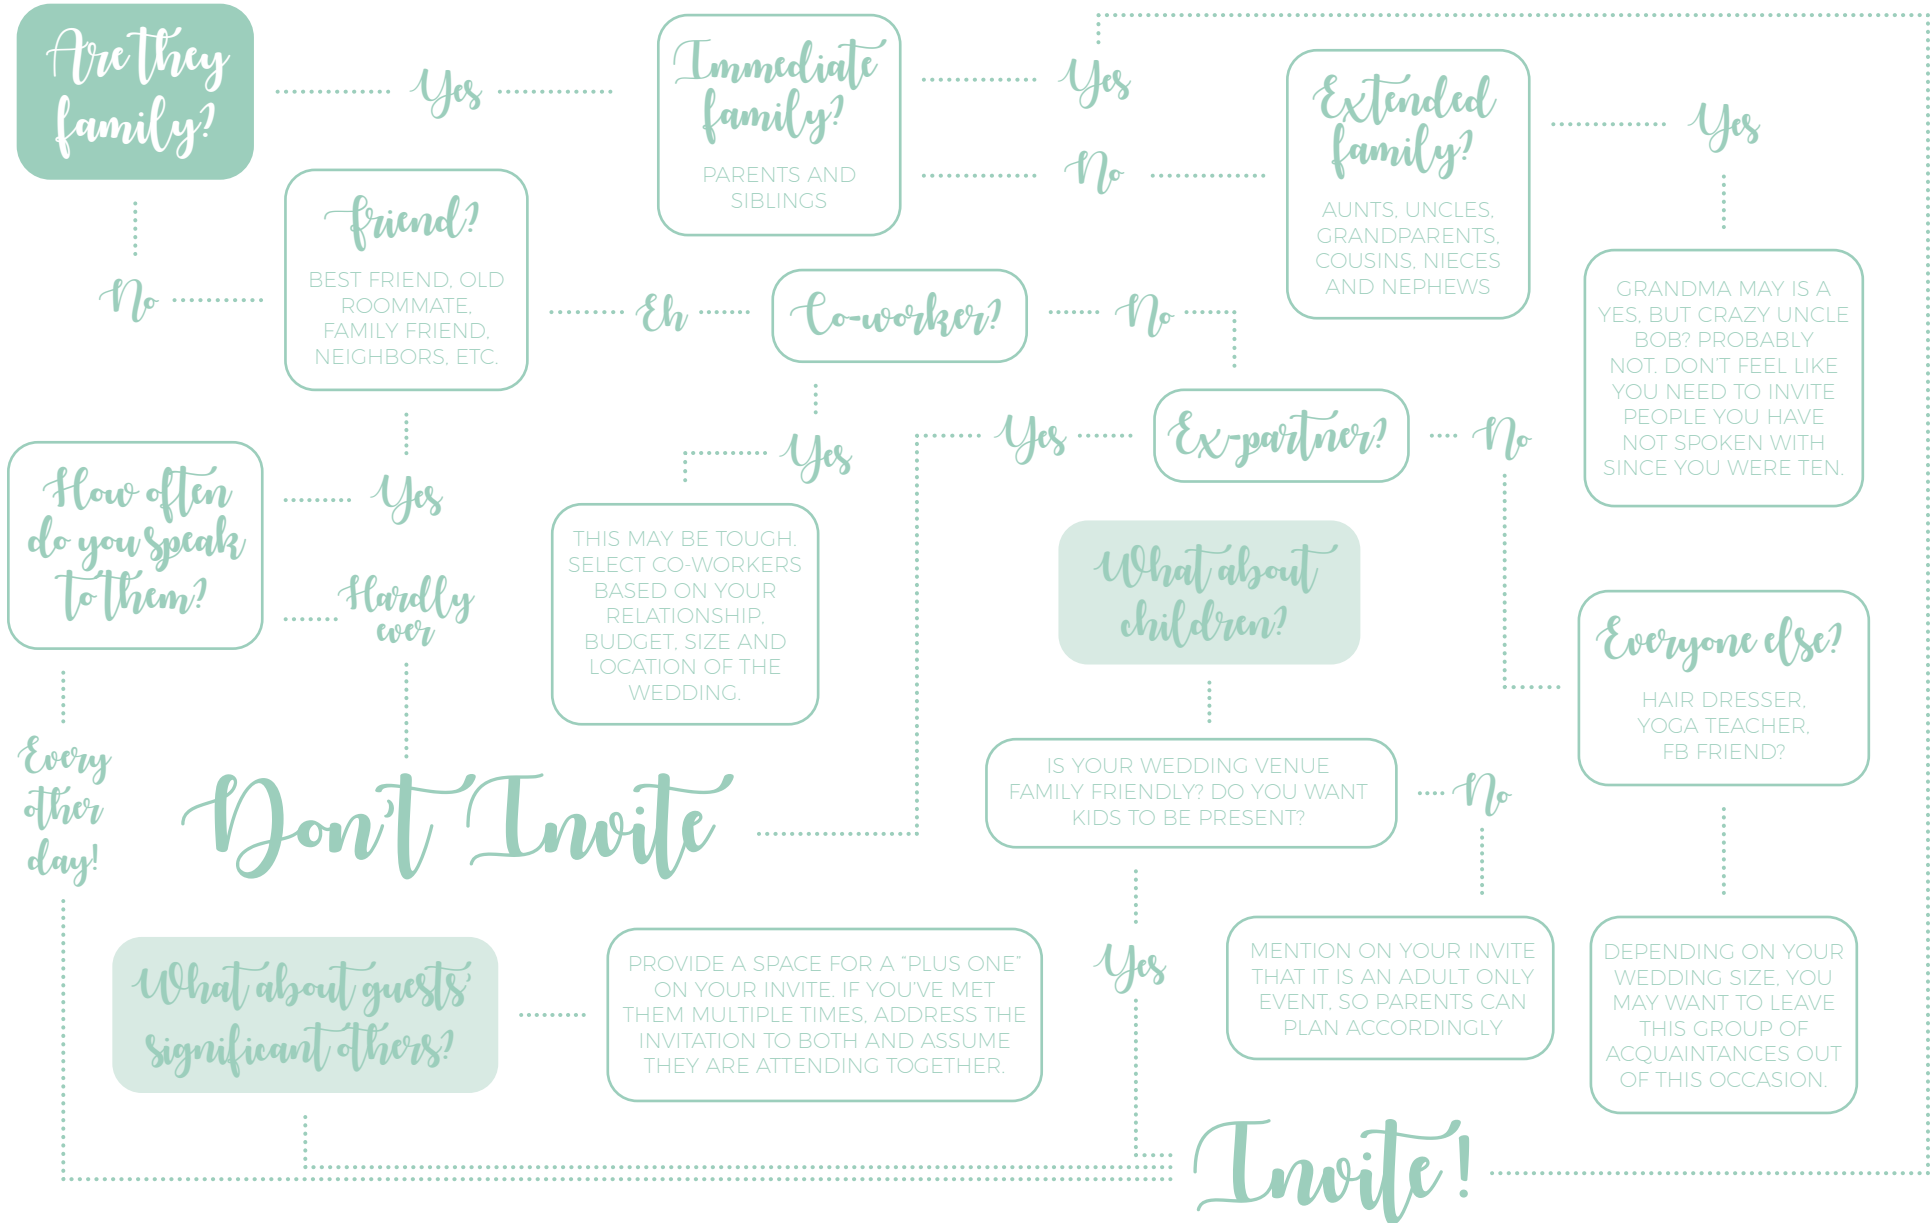 Are they
family?
Yes
Immediate
family?
PARENTS AND
SIBLINGS
Yes
No
Extended
family?
AUNTS, UNCLES,
GRANDPARENTS,
COUSINS, NIECES
AND NEPHEWS
Yes
GRANDMA MAY IS A
YES, BUT CRAZY UNCLE
BOB? PROBABLY
NOT. DON'T FEEL LIKE
YOU NEED TO INVITE
PEOPLE YOU HAVE
NOT SPOKEN WITH
SINCE YOU WERE TEN.
No
friend?
BEST FRIEND, OLD
ROOMMATE,
FAMILY FRIEND,
NEIGHBORS, ETC.
Eh
Co-worker?
No
Yes
THIS MAY BE TOUGH.
SELECT CO-WORKERS
BASED ON YOUR
RELATIONSHIP,
BUDGET, SIZE AND
LOCATION OF THE
WEDDING.
Yes
Ex-partner?
No
How often
do you speak
to them?
Yes
Hardly
ever
Every
other
day!
Don't Invite
What about
children?
IS YOUR WEDDING VENUE
FAMILY FRIENDLY? DO YOU WANT
KIDS TO BE PRESENT?
No
Yes
MENTION ON YOUR INVITE
THAT IT IS AN ADULT ONLY
EVENT, SO PARENTS CAN
PLAN ACCORDINGLY
Everyone else?
HAIR DRESSER,
YOGA TEACHER,
FB FRIEND?
DEPENDING ON YOUR
WEDDING SIZE, YOU
MAY WANT TO LEAVE
THIS GROUP OF
ACQUAINTANCES OUT
OF THIS OCCASION.
What about guests'
significant others?
PROVIDE A SPACE FOR A "PLUS ONE"
ON YOUR INVITE. IF YOU'VE MET
THEM MULTIPLE TIMES, ADDRESS THE
INVITATION TO BOTH AND ASSUME
THEY ARE ATTENDING TOGETHER.
Invite!